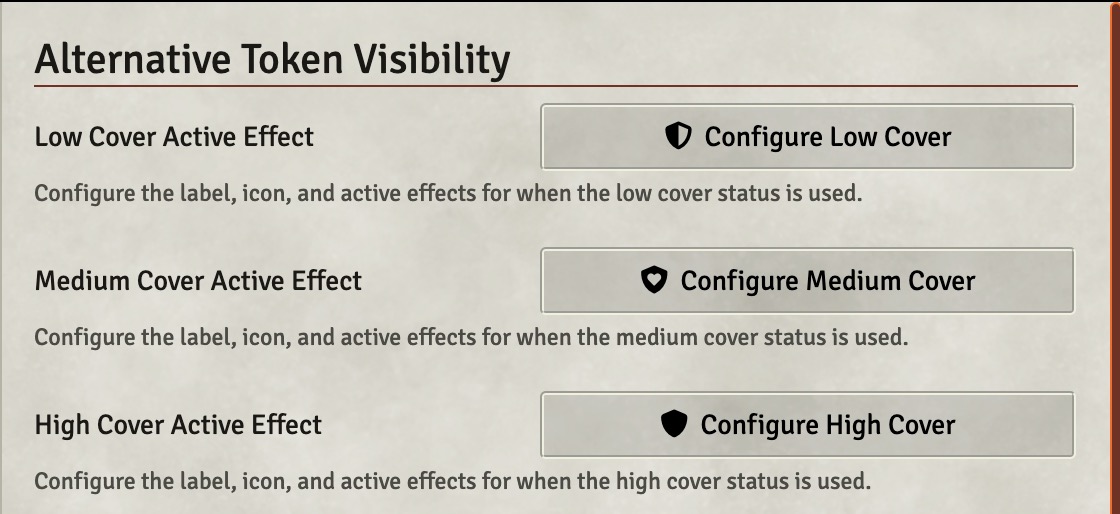 Alternative Token Visibility
Low Cover Active Effect
Configure Low Cover
Configure the label, icon, and active effects for when the low cover status is used.
Medium Cover Active Effect
Configure Medium Cover
Configure the label, icon, and active effects for when the medium cover status is used.
High Cover Active Effect
Configure High Cover
Configure the label, icon, and active effects for when the high cover status is used.